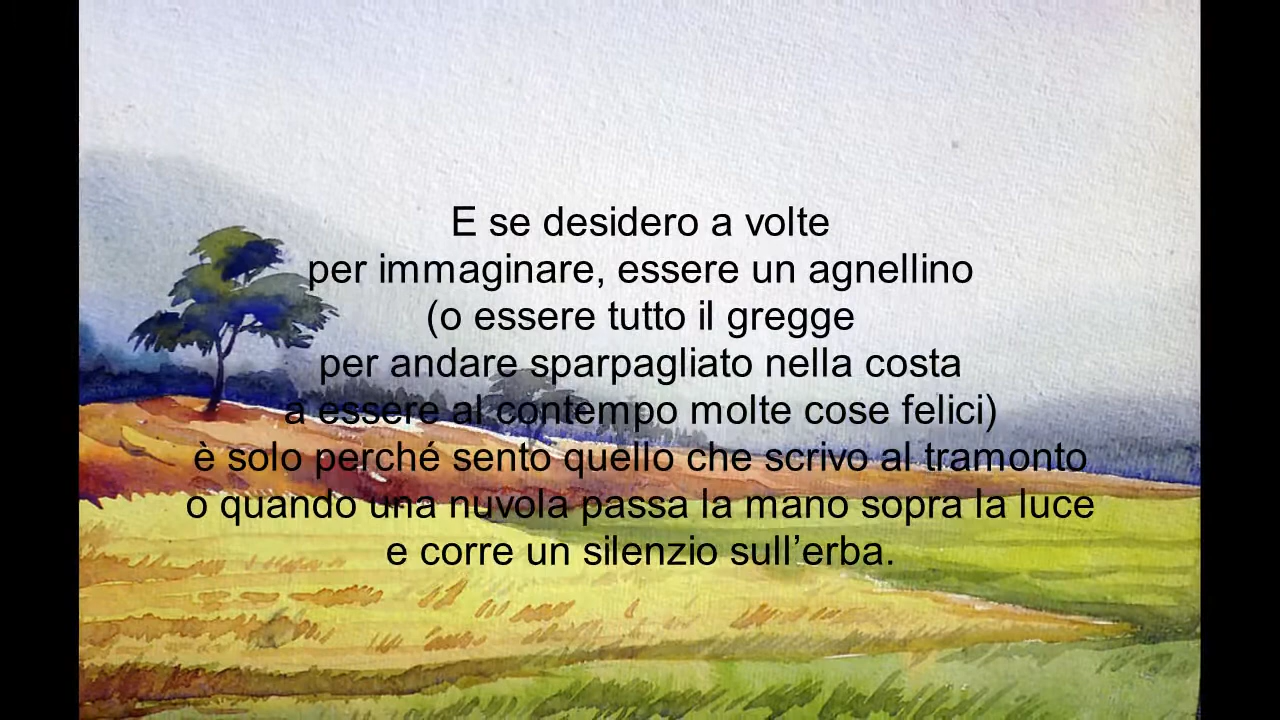 E se desidero a volte
per immaginare, essere un agnellino
(o essere tutto il gregge
per andare sparpagliato nella costa
a essere al contempo molte cose felici)
è solo perché sento quello che scrivo al tramonto
o quando una nuvola passa la mano sopra la luce
e corre un silenzio sull’erba.